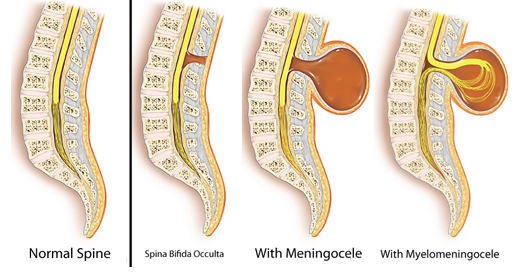 Normal Spine
Spina Bifida Occulta
With Meningocele
With Myelomeningocele